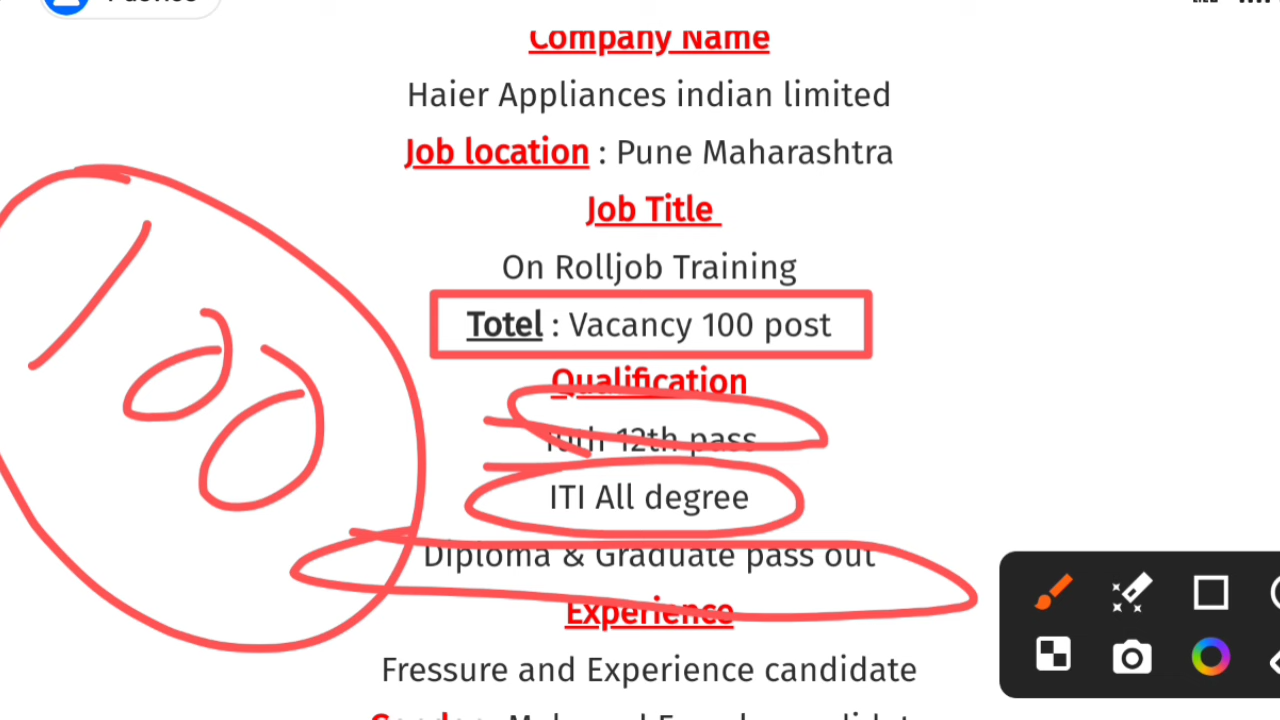 Company Name
Haier Appliances indian limited
Job location : Pune Maharashtra
Job Title
On Rolljob Training
Totel : Vacancy 100 post
100
Qualification
10th 12th pass
ITI All degree
Diploma & Graduate pass out
Experience
Fressure and Experience candidate